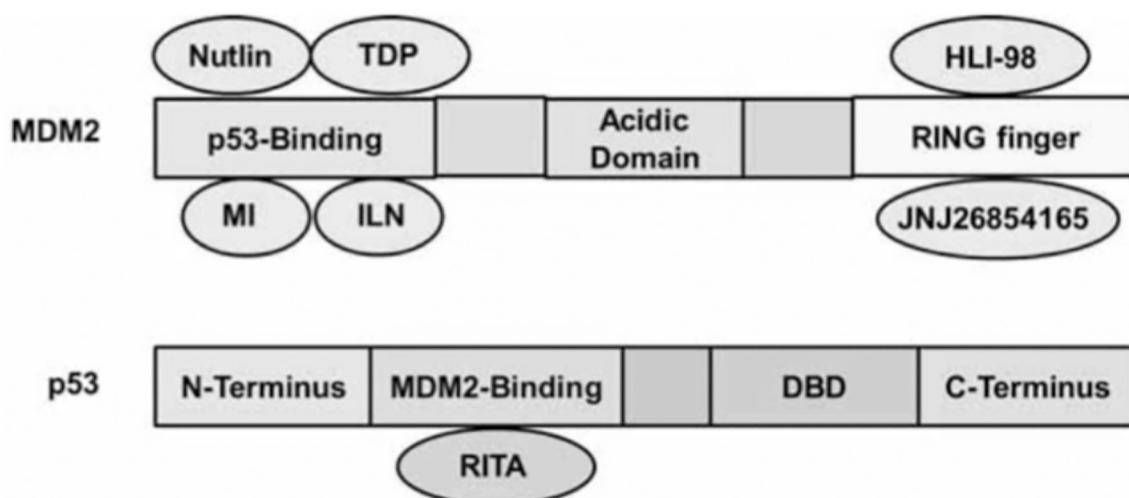 Nutlin TDP HLI-98
MDM2 p53-Binding Acidic Domain RING finger
MI ILN JNJ26854165
p53 N-Terminus MDM2-Binding DBD C-Terminus
RITA